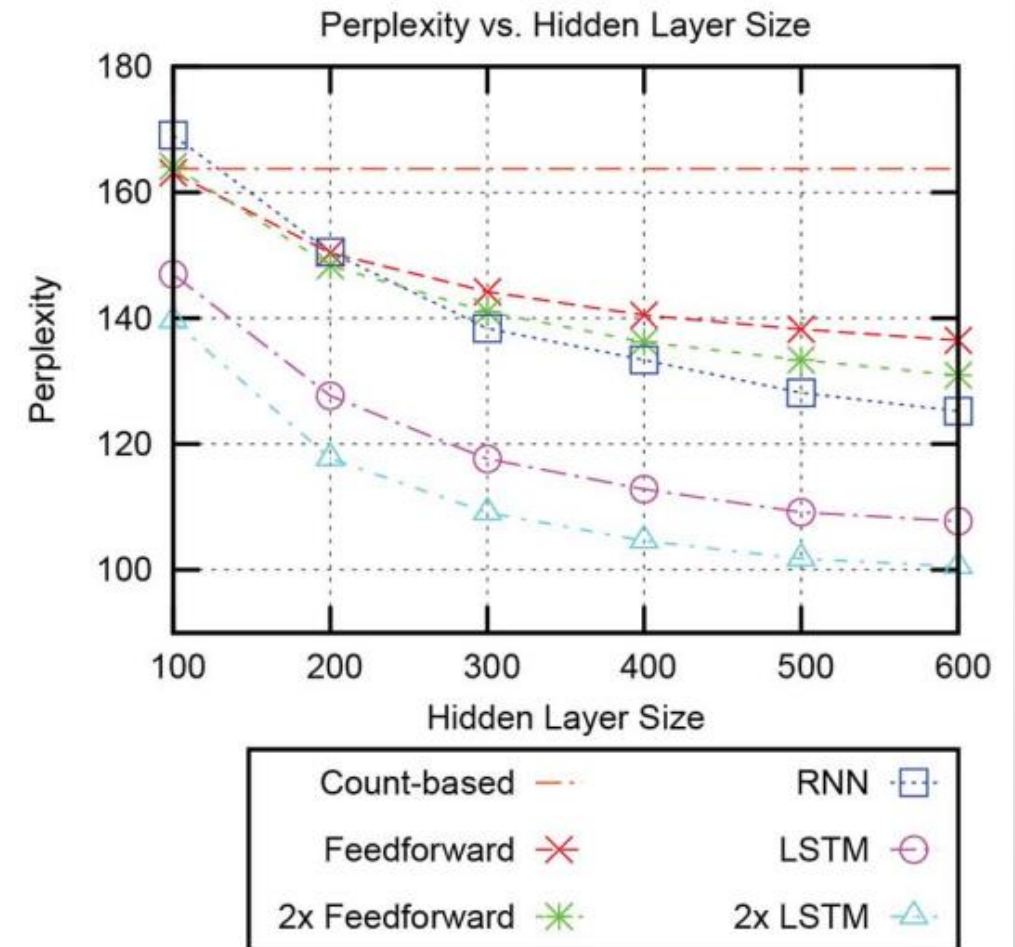 Perplexity vs. Hidden Layer Size
180
160
140
120
100
Perplexity
100 200 300 400 500 600
Hidden Layer Size
Count-based RNN
Feedforward LSTM
2x Feedforward 2x LSTM